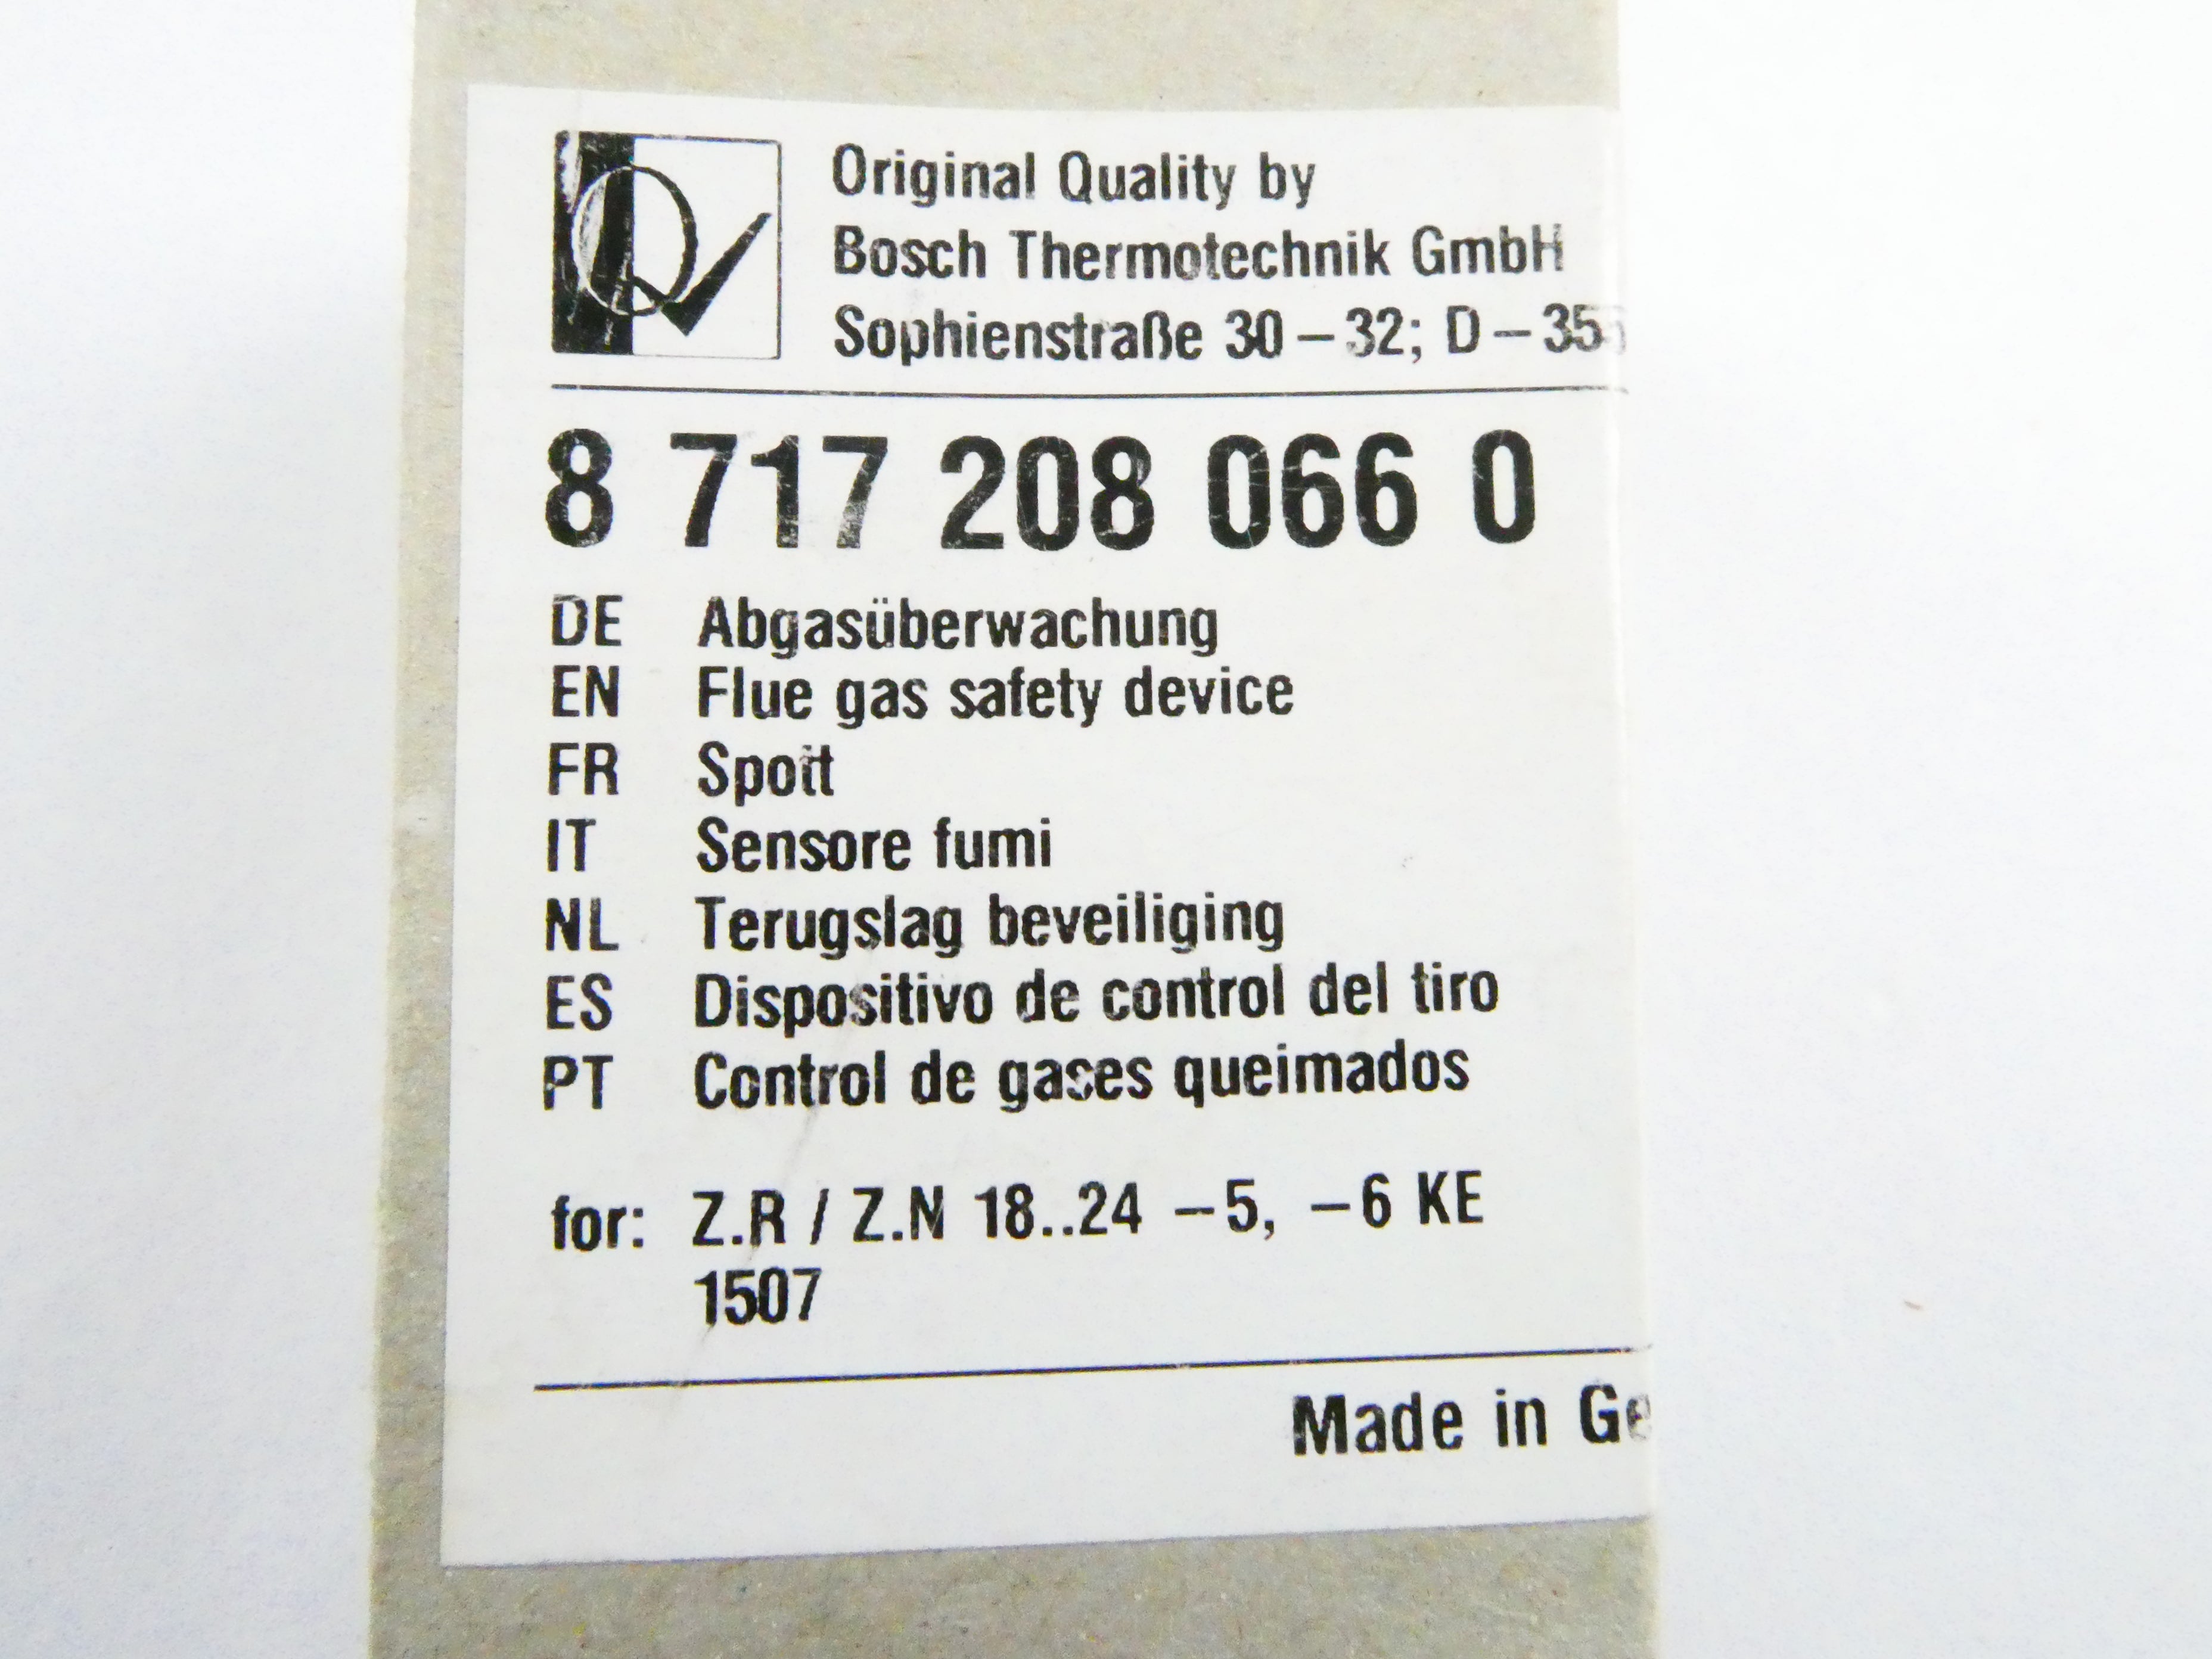 Original Quality by
Bosch Thermotechnik GmbH
Sophienstraße 30 – 32; D – 35
8 717 208 066 0
DE Abgasüberwachung
EN Flue gas safety device
FR Spott
IT Sensore fumi
NL Terugslag beveiliging
ES Dispositivo de control del tiro
PT Control de gases queimados
for: Z.R / Z.N 18..24 –5, –6 KE
1507
Made in Ge